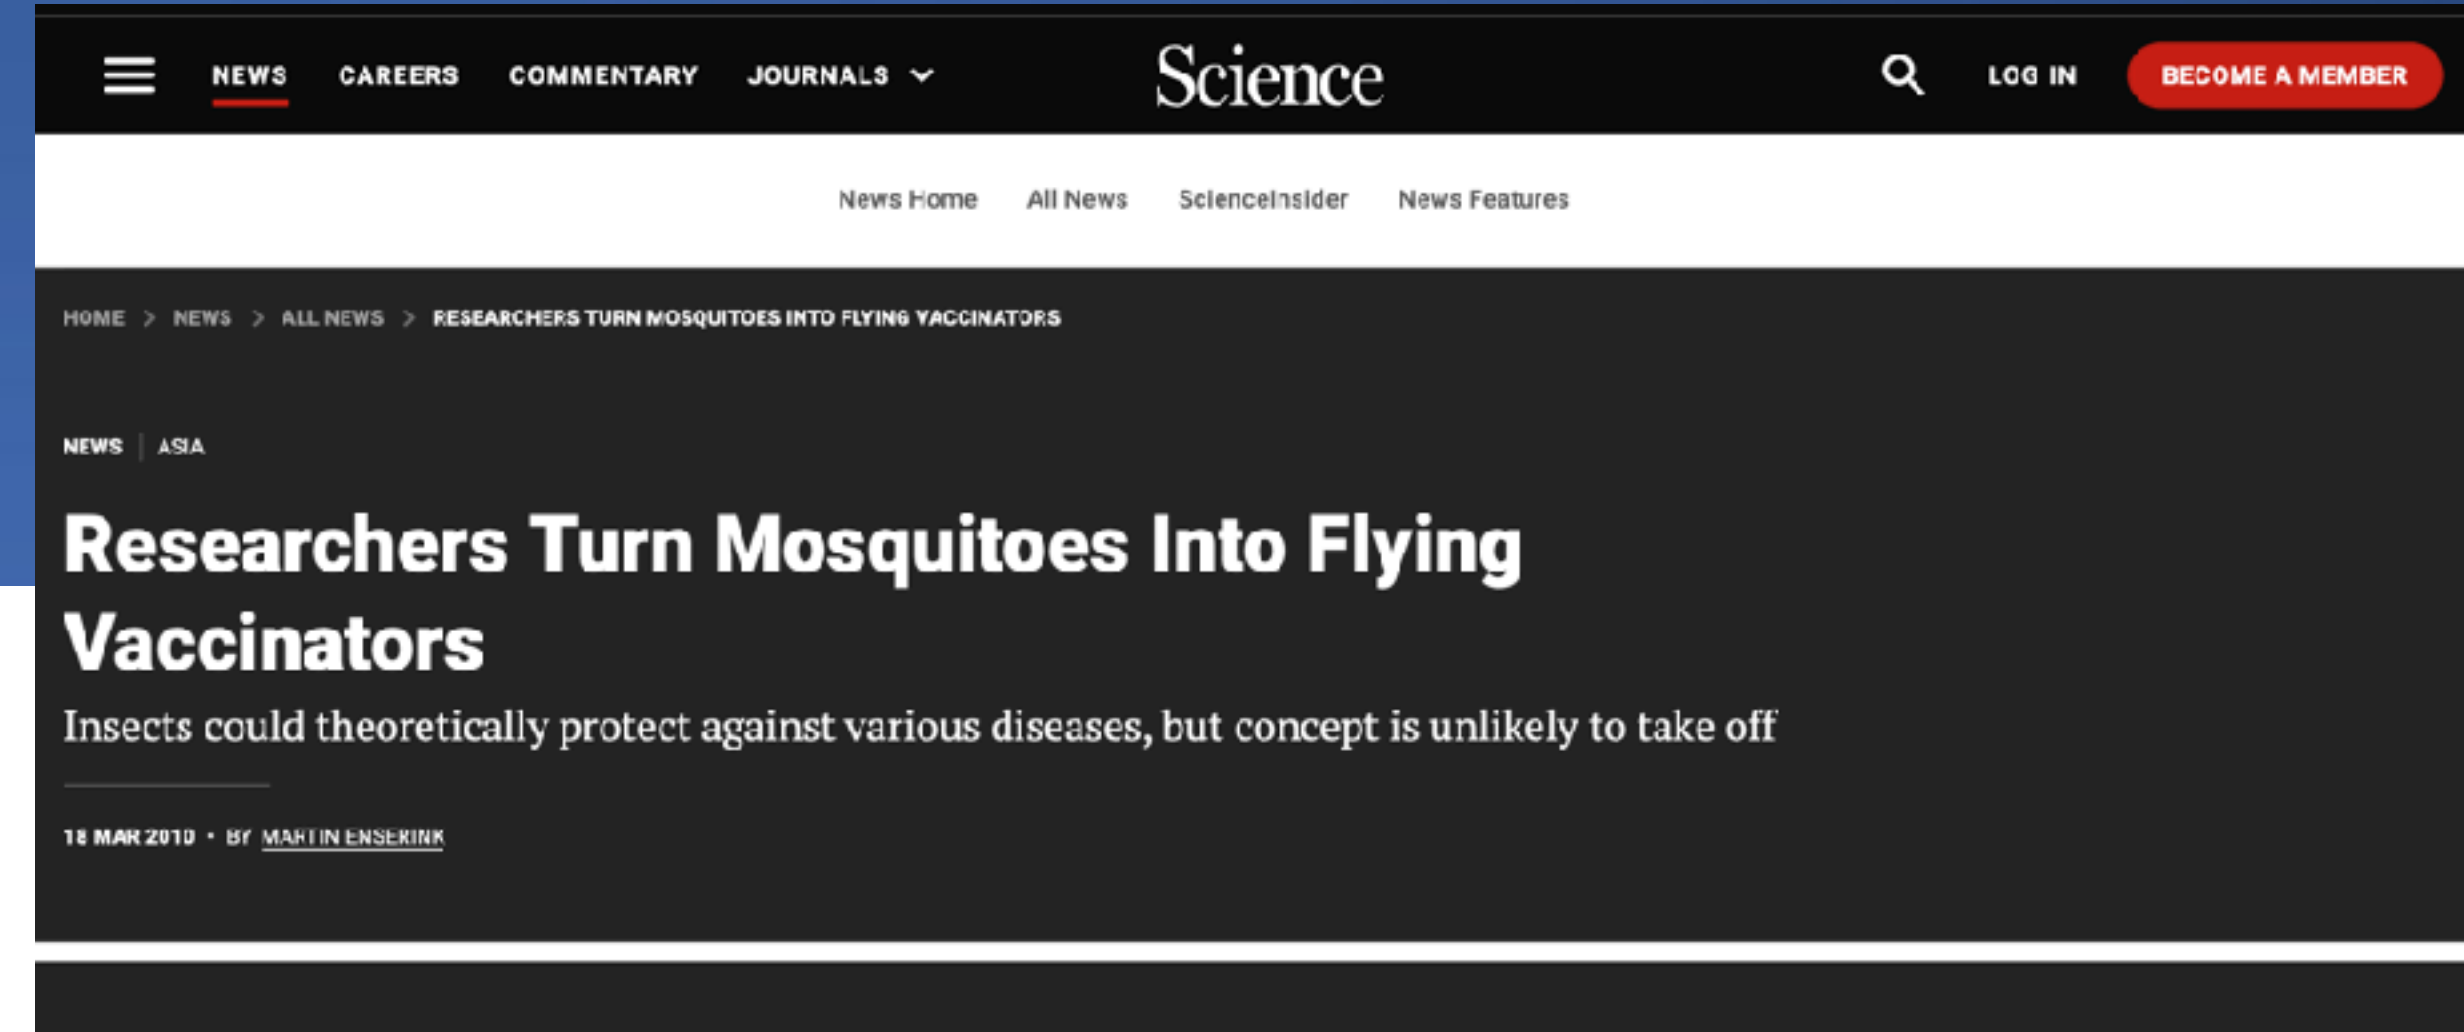 NEWS CAREERS COMMENTARY JOURNALS Science LOG IN BECOME A MEMBER
News Home All News ScienceInsider News Features
HOME > NEWS > ALL NEWS > RESEARCHERS TURN MOSQUITOES INTO FLYING VACCINATORS
NEWS | ASIA
Researchers Turn Mosquitoes Into Flying
Vaccinators
Insects could theoretically protect against various diseases, but concept is unlikely to take off
18 MAR 2010 • BY MARTIN ENSERINK